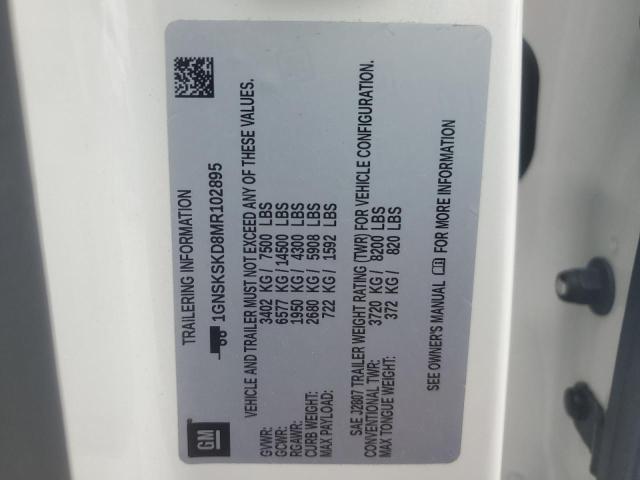 GM
TRAILERING INFORMATION
1GNSKSKD8MR102895
VEHICLE AND TRAILER MUST NOT EXCEED ANY OF THESE VALUES.
GVWR: 3402 KG/ 7500 LBS
GCWR: 6577 KG/14500 LBS
RGAWR: 1950 KG/ 4300 LBS
CURB WEIGHT: 2680 KG/ 5908 LBS
MAX PAYLOAD: 722 KG/ 1592 LBS
SAE J2807 TRAILER WEIGHT RATING (TWR) FOR VEHICLE CONFIGURATION.
CONVENTIONAL TWR: 3720 KG/ 8200 LBS
MAX TONGUE WEIGHT: 372 KG/ 820 LBS
SEE OWNER'S MANUAL FOR MORE INFORMATION